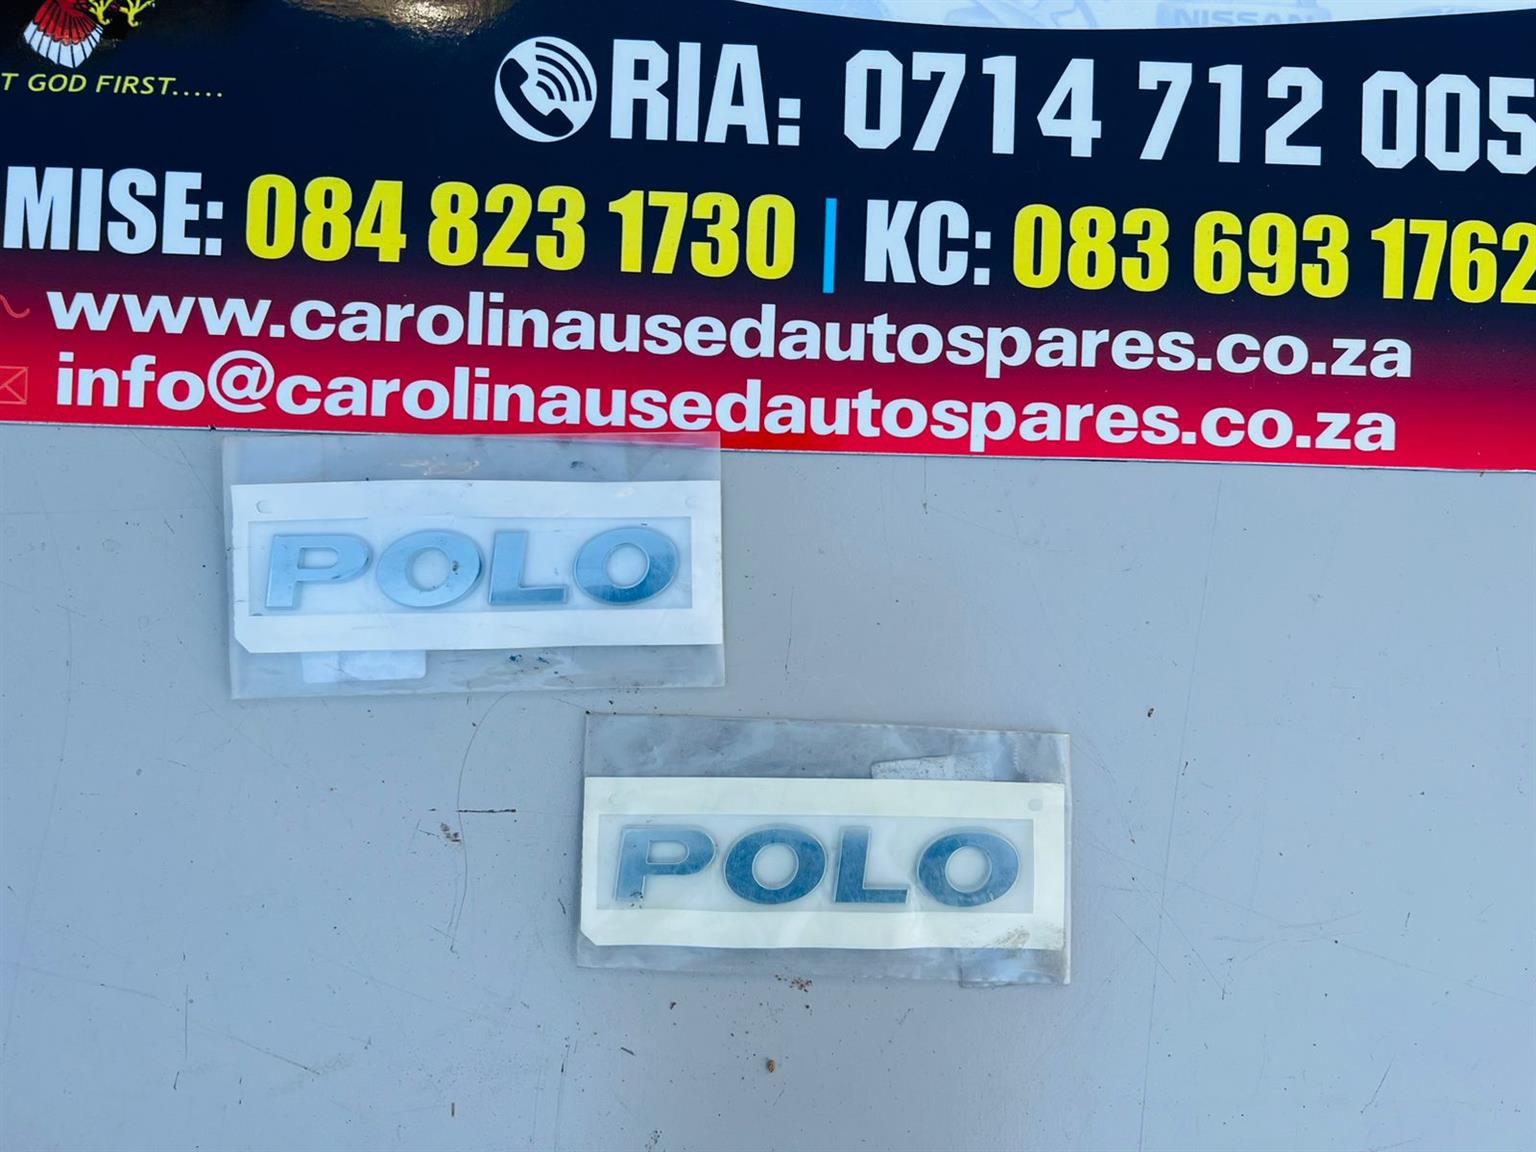 NISSAN
T GOD FIRST.....
RIA: 0714 712 005
MISE: 084 823 1730 | KC: 083 693 1762
www.carolinausedautospares.co.za
info@carolinausedautospares.co.za
POLO
POLO